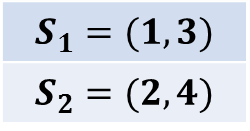 S₁ = (1,3)
S₂ = (2,4)